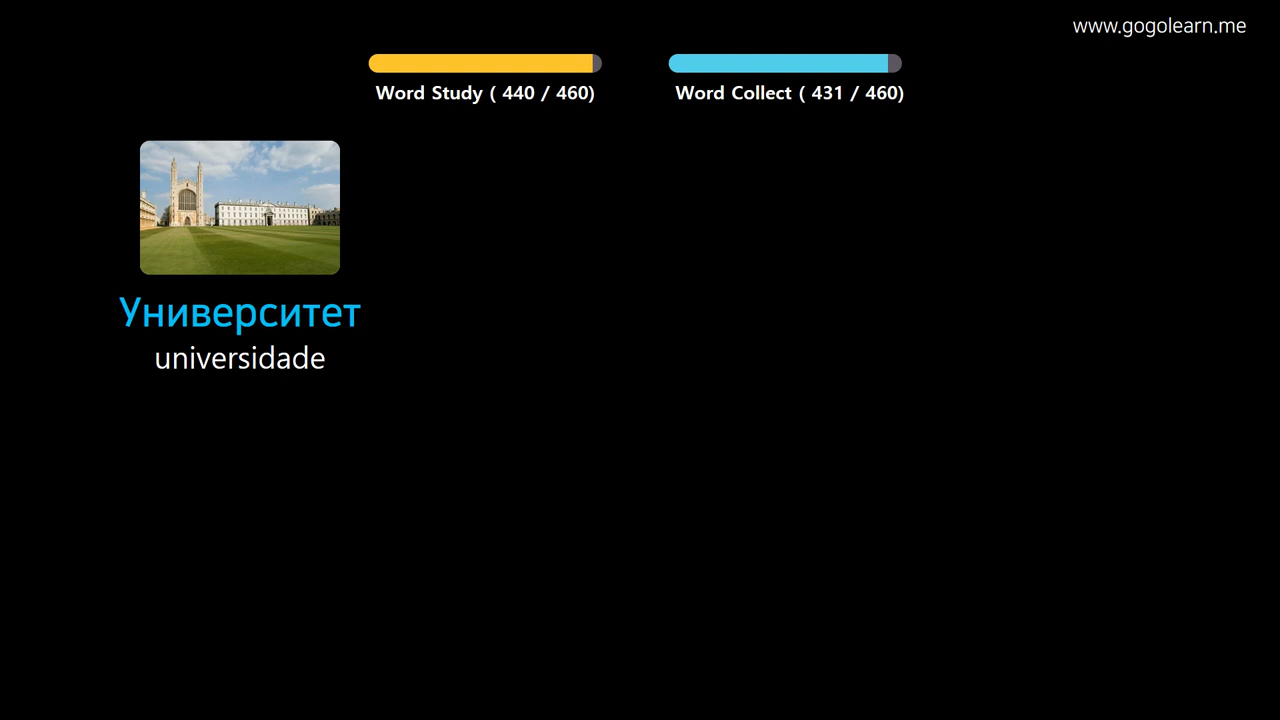 www.gogolearn.me
Word Study ( 440 / 460)
Word Collect ( 431 / 460)
Университет
universidade